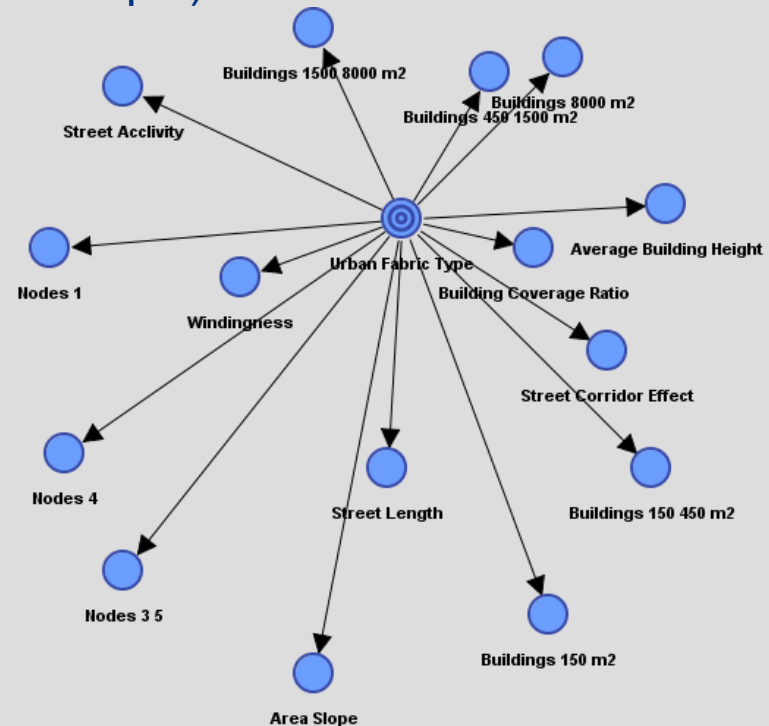 Buildings 1500 8000 m2
Buildings 8000 m2
Buildings 450 1500 m2
Street Acclivity
Average Building Height
Urban Fabric Type
Nodes 1
Building Coverage Ratio
Windingness
Street Corridor Effect
Nodes 4
Street Length
Buildings 150 450 m2
Nodes 3 5
Buildings 150 m2
Area Slope